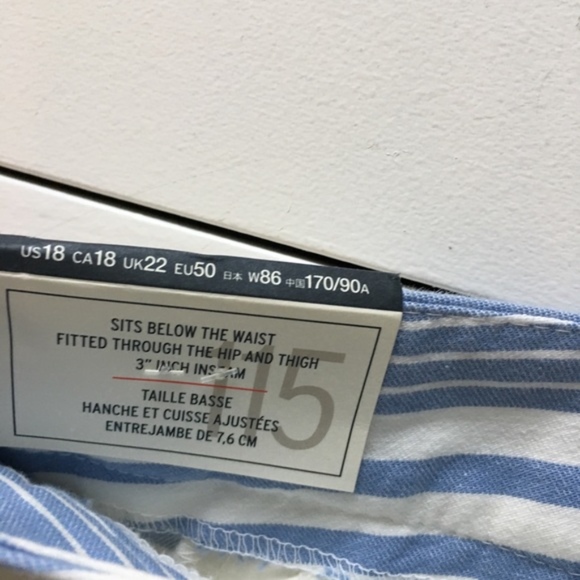 US18 CA18 UK22 EU50 日本 W86 中国170/90A
SITS BELOW THE WAIST
FITTED THROUGH THE HIP AND THIGH
3" INCH INSEAM
TAILLE BASSE
HANCHE ET CUISSE AJUSTÉES
ENTREJAMBE DE 7,6 CM